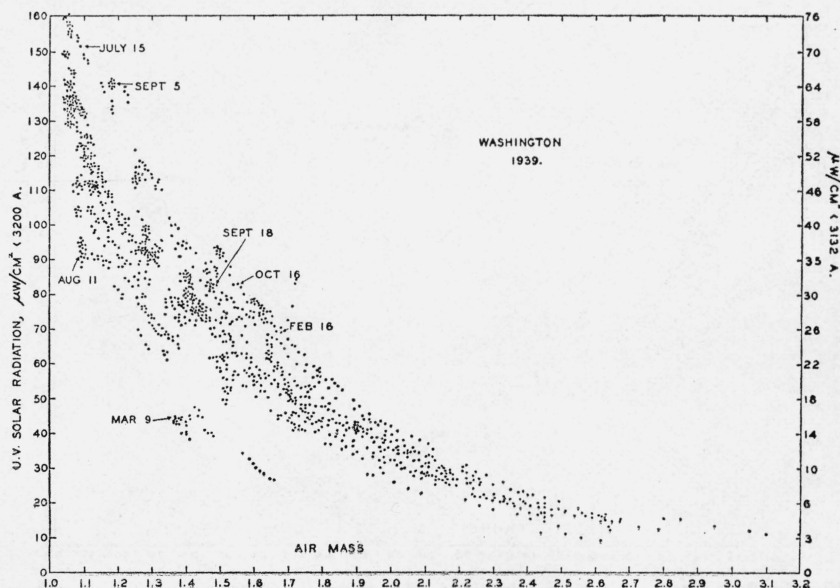 160
150
140
130
120
110
100
90
80
70
60
50
40
30
20
10
0
U.V. SOLAR RADIATION, μW/CM² < 3200 A.
JULY 15
SEPT 5
WASHINGTON
1939.
SEPT 18
OCT 16
AUG 11
FEB 16
MAR 9
AIR MASS
1.0 1.1 1.2 1.3 1.4 1.5 1.6 1.7 1.8 1.9 2.0 2.1 2.2 2.3 2.4 2.5 2.6 2.7 2.8 2.9 3.0 3.1 3.2
76
70
64
58
52
46
40
35
30
26
22
18
14
10
6
3
0
μW/CM² < 3132 A.